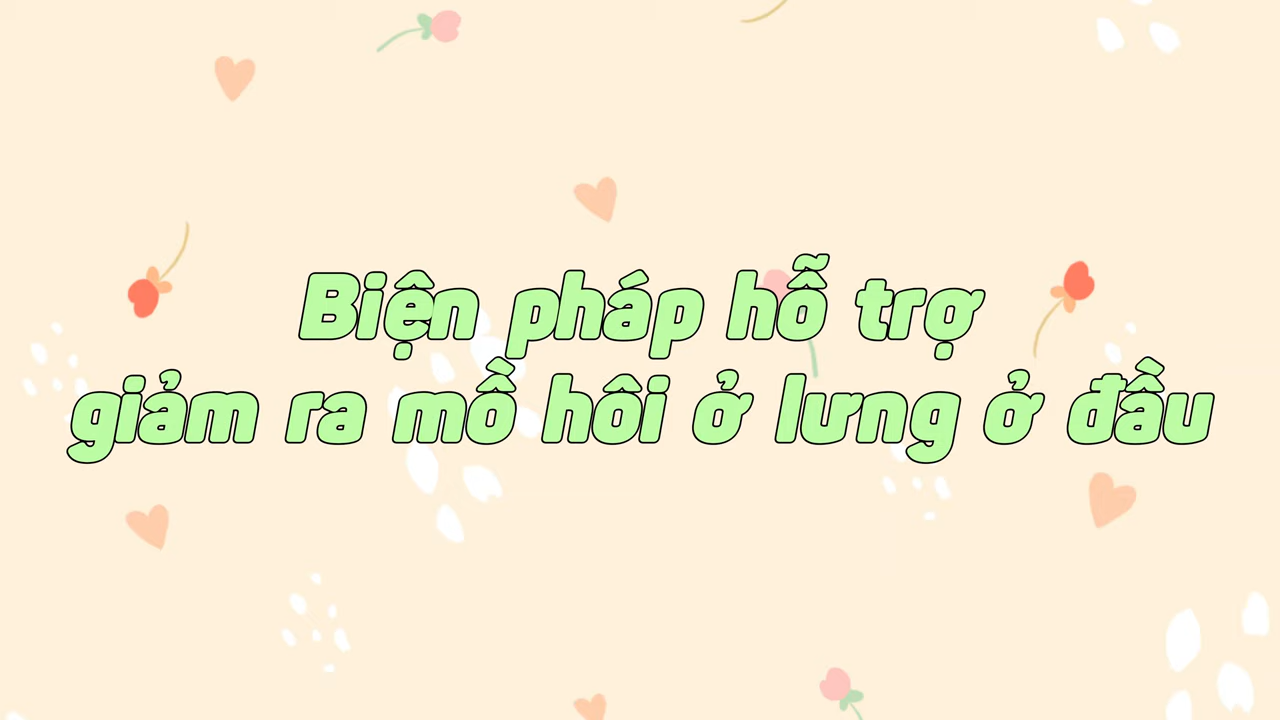 Biện pháp hỗ trợ
giảm ra mồ hôi ở lưng ở đầu